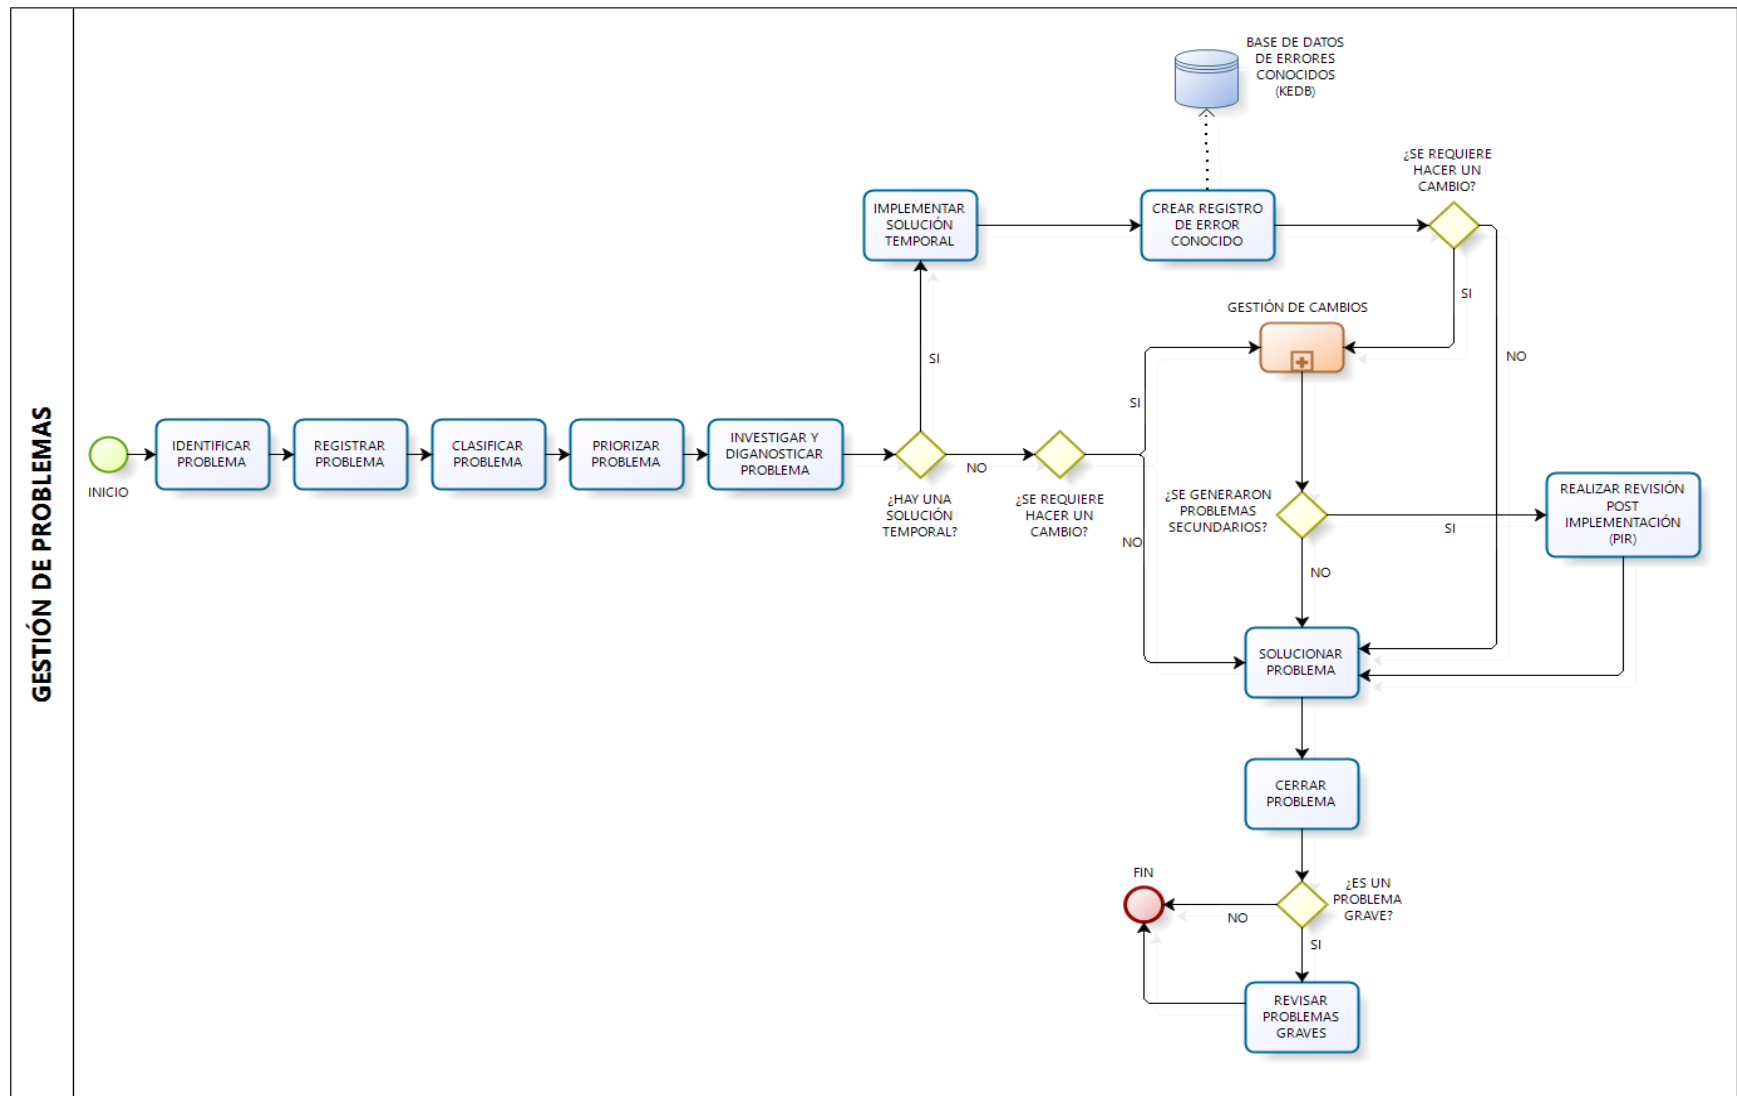 GESTIÓN DE PROBLEMAS
INICIO
IDENTIFICAR
PROBLEMA
REGISTRAR
PROBLEMA
CLASIFICAR
PROBLEMA
PRIORIZAR
PROBLEMA
INVESTIGAR Y
DIGANOSTICAR
PROBLEMA
¿HAY UNA
SOLUCIÓN
TEMPORAL?
SI
NO
IMPLEMENTAR
SOLUCIÓN
TEMPORAL
CREAR REGISTRO
DE ERROR
CONOCIDO
BASE DE DATOS
DE ERRORES
CONOCIDOS
(KEDB)
¿SE REQUIERE
HACER UN
CAMBIO?
SI
NO
¿SE REQUIERE
HACER UN
CAMBIO?
SI
NO
GESTIÓN DE CAMBIOS
¿SE GENERARON
PROBLEMAS
SECUNDARIOS?
SI
NO
REALIZAR REVISIÓN
POST
IMPLEMENTACIÓN
(PIR)
SOLUCIONAR
PROBLEMA
CERRAR
PROBLEMA
¿ES UN
PROBLEMA
GRAVE?
NO
SI
FIN
REVISAR
PROBLEMAS
GRAVES